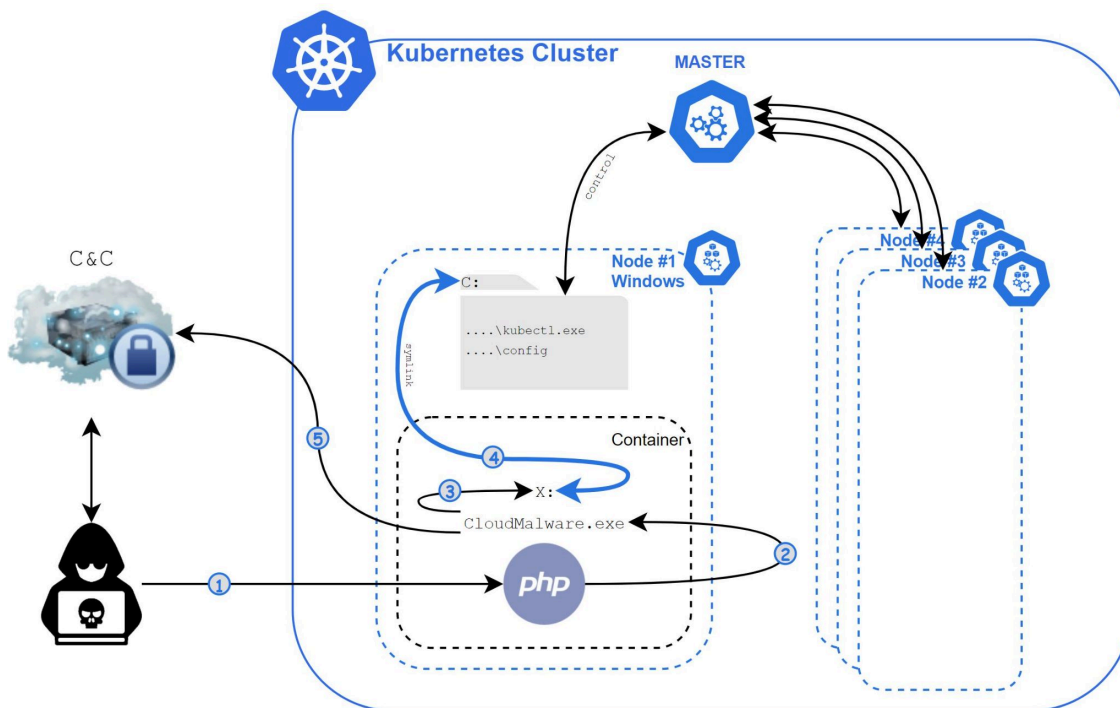 Kubernetes Cluster
MASTER
control
C&C
Node #1
Windows
Node #4
Node #3
Node #2
C:
....\kubectl.exe
....\config
symlink
Container
5
4
3
X:
CloudMalware.exe
2
1
php